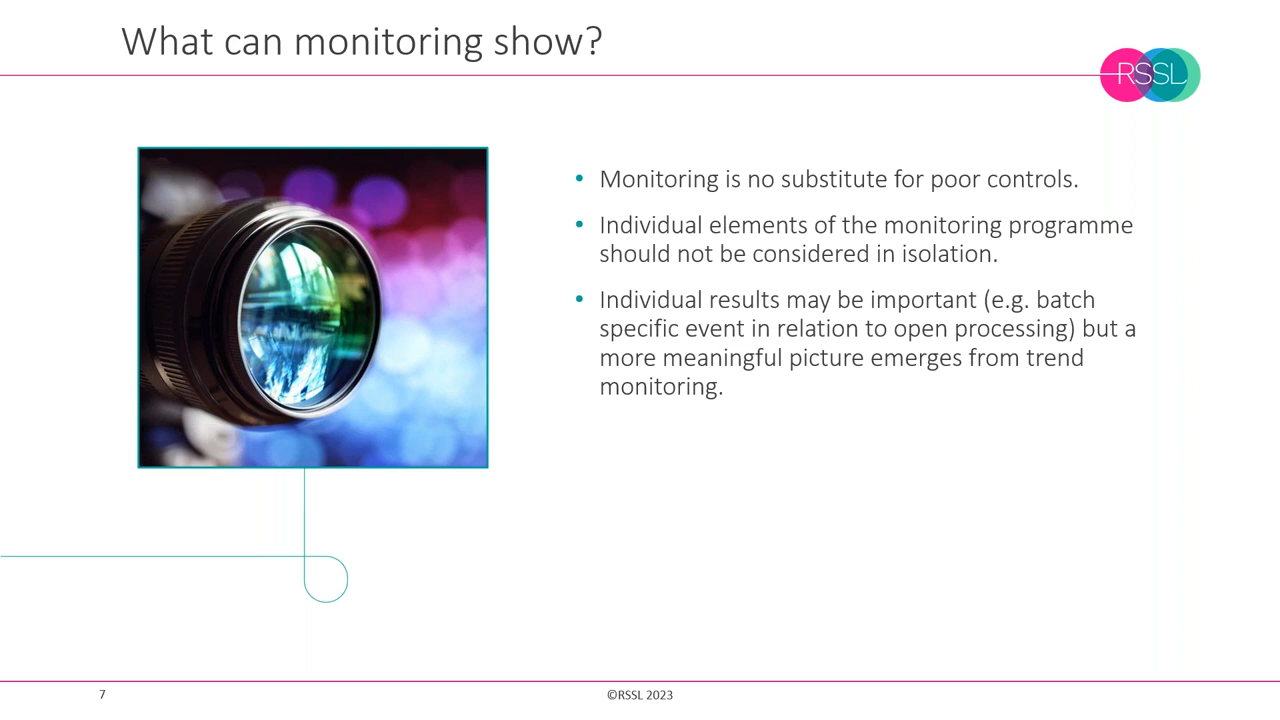 What can monitoring show?
RSSL
• Monitoring is no substitute for poor controls.
• Individual elements of the monitoring programme
should not be considered in isolation.
• Individual results may be important (e.g. batch
specific event in relation to open processing) but a
more meaningful picture emerges from trend
monitoring.
7
©RSSL 2023